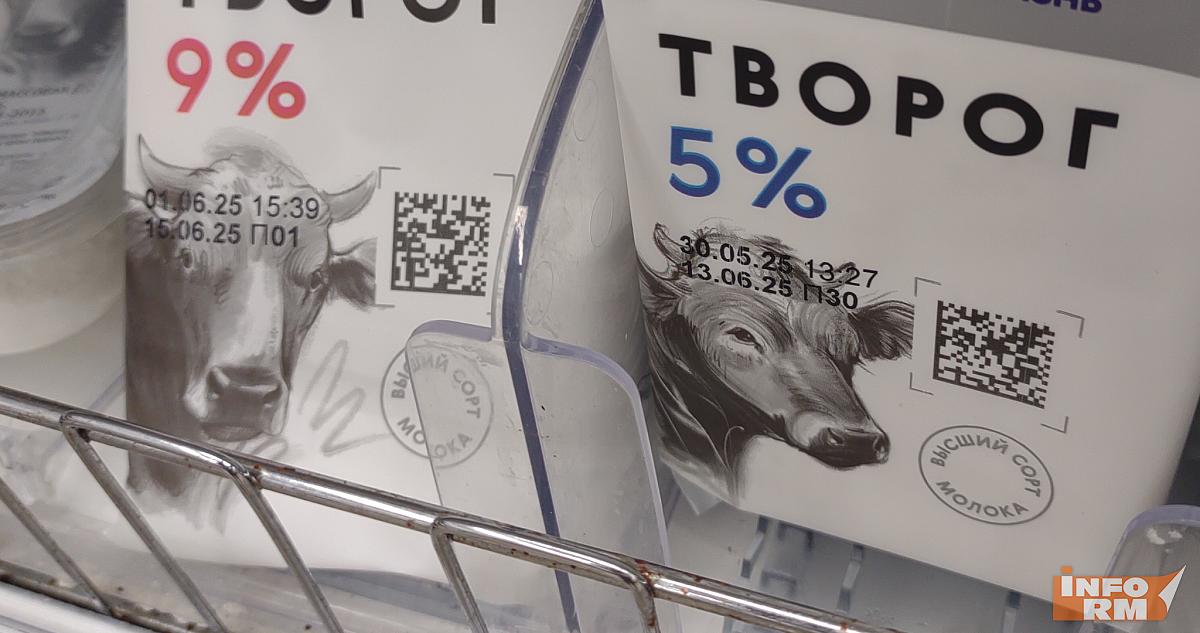 ТВОРОГ
9%
01.06.25 15:39
15.06.25 П01
ВЫСШИЙ СОРТ
МОЛОКА
ТВОРОГ
5%
30.05.25 13:27
13.06.25 П30
ВЫСШИЙ СОРТ
МОЛОКА
INFO
RM